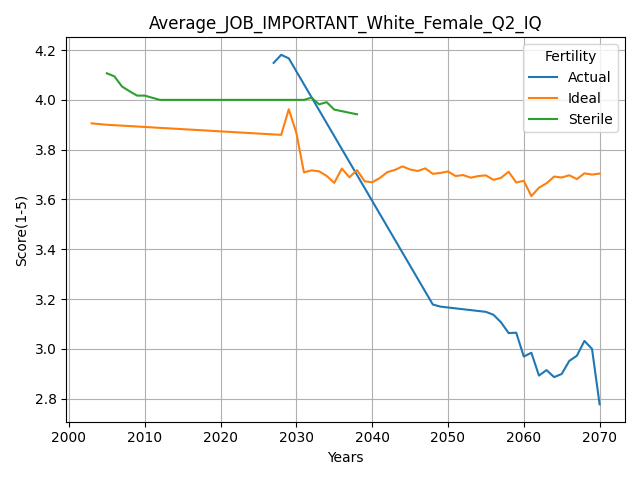 Average_JOB_IMPORTANT_White_Female_Q2_IQ
Fertility
Actual
Ideal
Sterile
Score(1-5)
4.2
4.0
3.8
3.6
3.4
3.2
3.0
2.8
2000 2010 2020 2030 2040 2050 2060 2070
Years